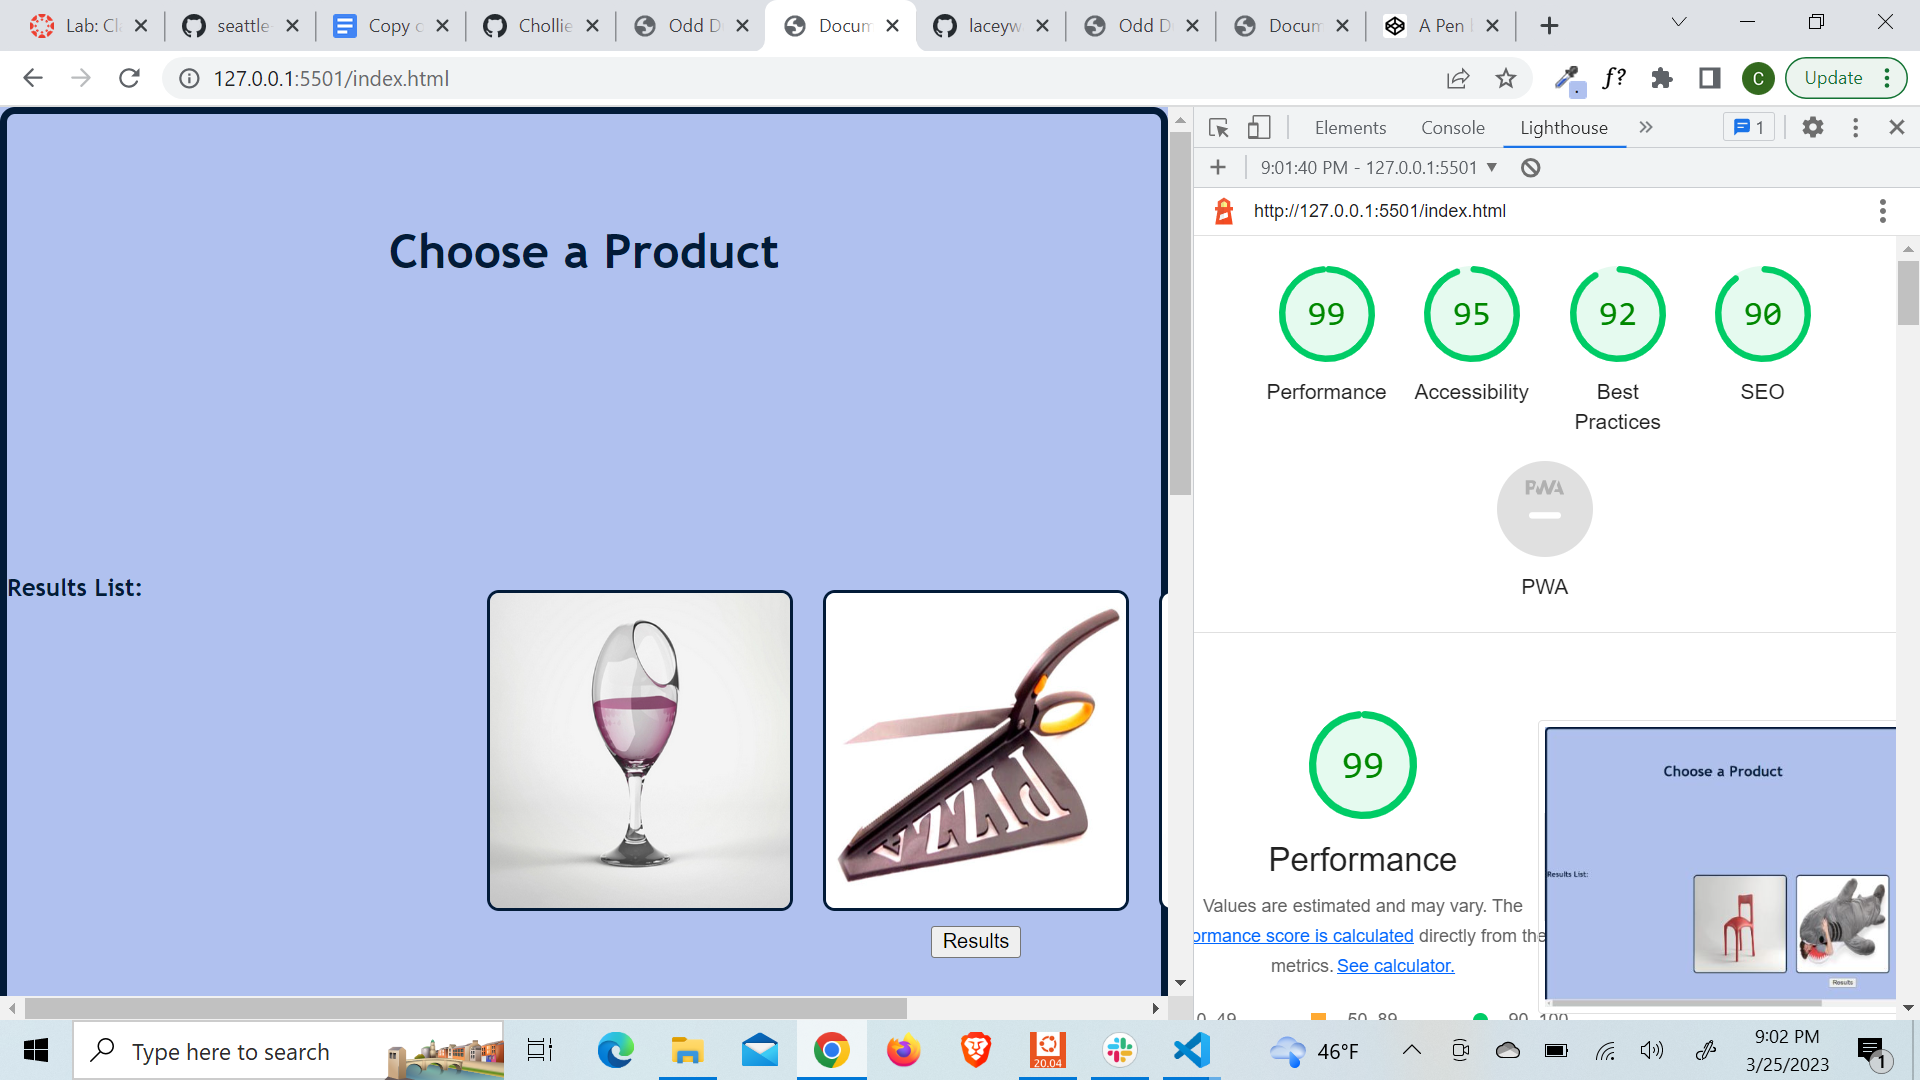 Lab: Cl
seattle-
Copy o
Chollie
Odd D
Docum
laceyw
Odd D
Docum
A Pen
127.0.0.1:5501/index.html
f?
C
Update
Elements
Console
Lighthouse
1
9:01:40 PM - 127.0.0.1:5501
http://127.0.0.1:5501/index.html
Choose a Product
99
95
92
90
Performance
Accessibility
Best
Practices
SEO
PWA
PWA
Results List:
PIZZA
Results
99
Performance
Values are estimated and may vary. The
ormance score is calculated directly from the
metrics. See calculator.
0–49
50–89
90–100
Choose a Product
Results List:
Results
Type here to search
20.04
46°F
9:02 PM
3/25/2023
1